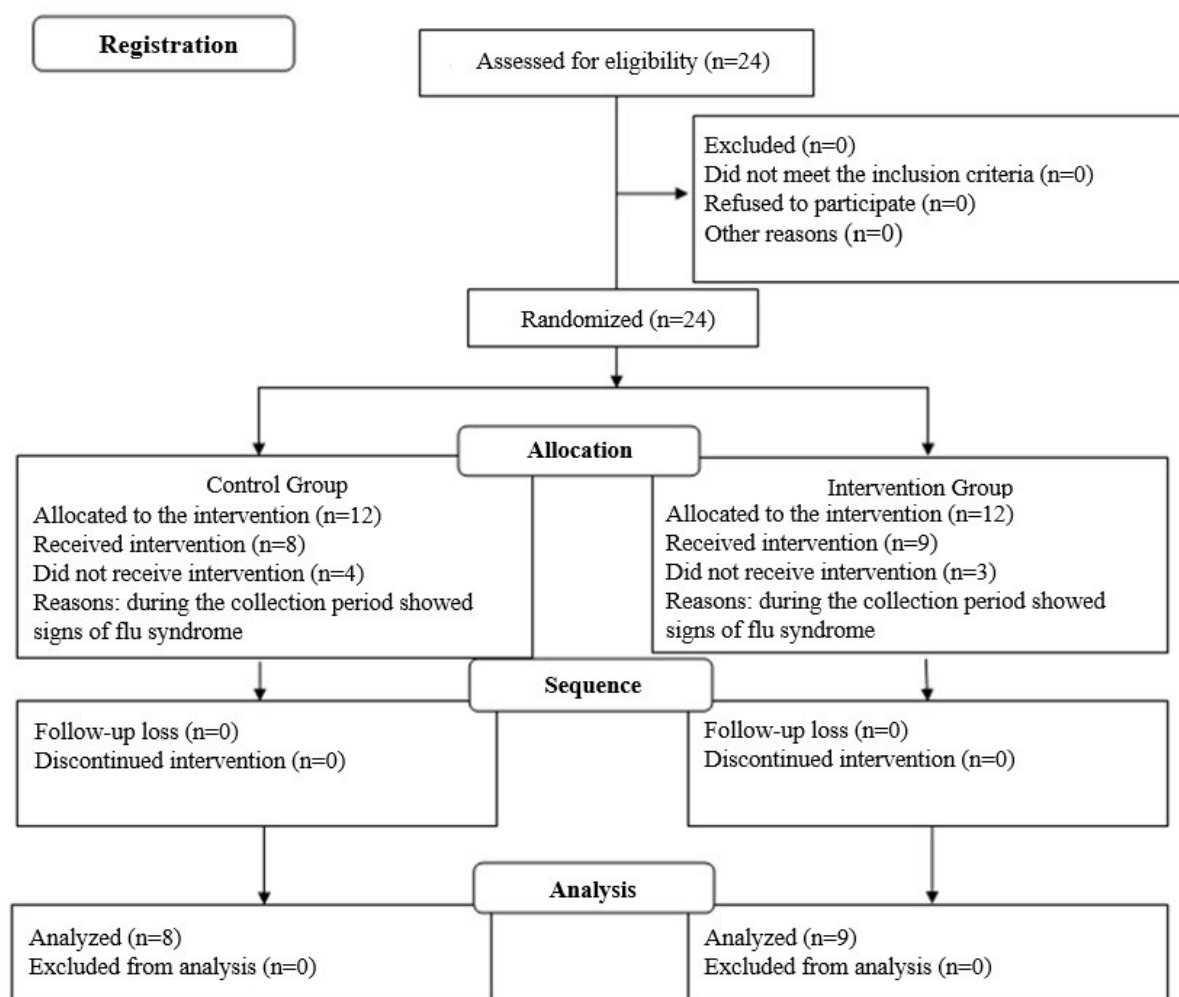 Registration
Assessed for eligibility (n=24)
Excluded (n=0)
Did not meet the inclusion criteria (n=0)
Refused to participate (n=0)
Other reasons (n=0)
Randomized (n=24)
Allocation
Control Group
Allocated to the intervention (n=12)
Received intervention (n=8)
Did not receive intervention (n=4)
Reasons: during the collection period showed
signs of flu syndrome
Intervention Group
Allocated to the intervention (n=12)
Received intervention (n=9)
Did not receive intervention (n=3)
Reasons: during the collection period showed
signs of flu syndrome
Sequence
Follow-up loss (n=0)
Discontinued intervention (n=0)
Follow-up loss (n=0)
Discontinued intervention (n=0)
Analysis
Analyzed (n=8)
Excluded from analysis (n=0)
Analyzed (n=9)
Excluded from analysis (n=0)